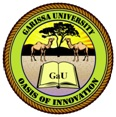 GARISSA UNIVERSITY
GaU
OASIS OF INNOVATION